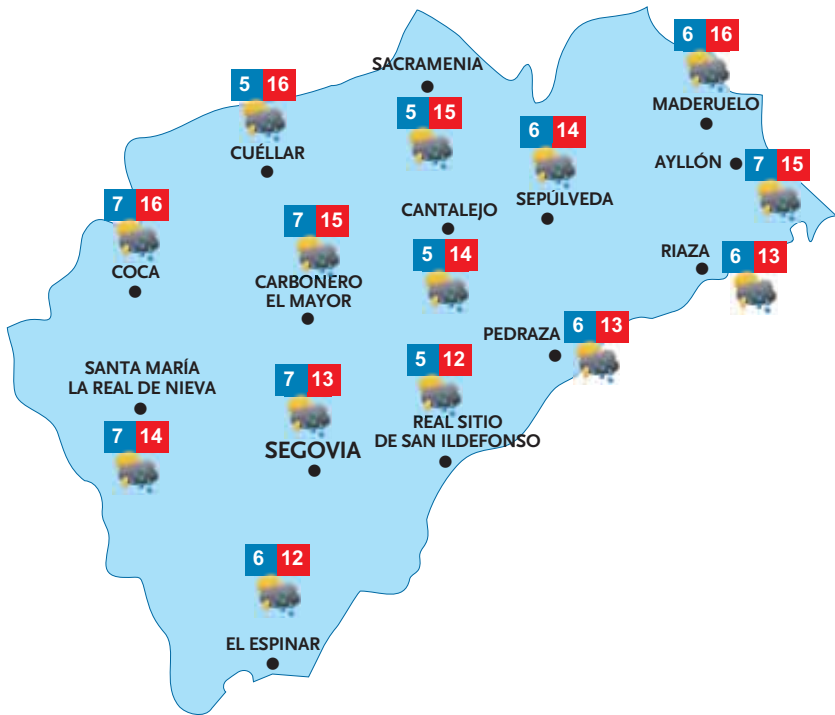 6 16
SACRAMENIA
5 16
MADERUELO
5 15
6 14
CUÉLLAR
AYLLÓN
7 15
7 16
SEPÚLVEDA
CANTALEJO
7 15
RIAZA
6 13
5 14
COCA
CARBONERO
EL MAYOR
6 13
PEDRAZA
5 12
SANTA MARÍA
LA REAL DE NIEVA
7 13
REAL SITIO
DE SAN ILDEFONSO
7 14
SEGOVIA
6 12
EL ESPINAR